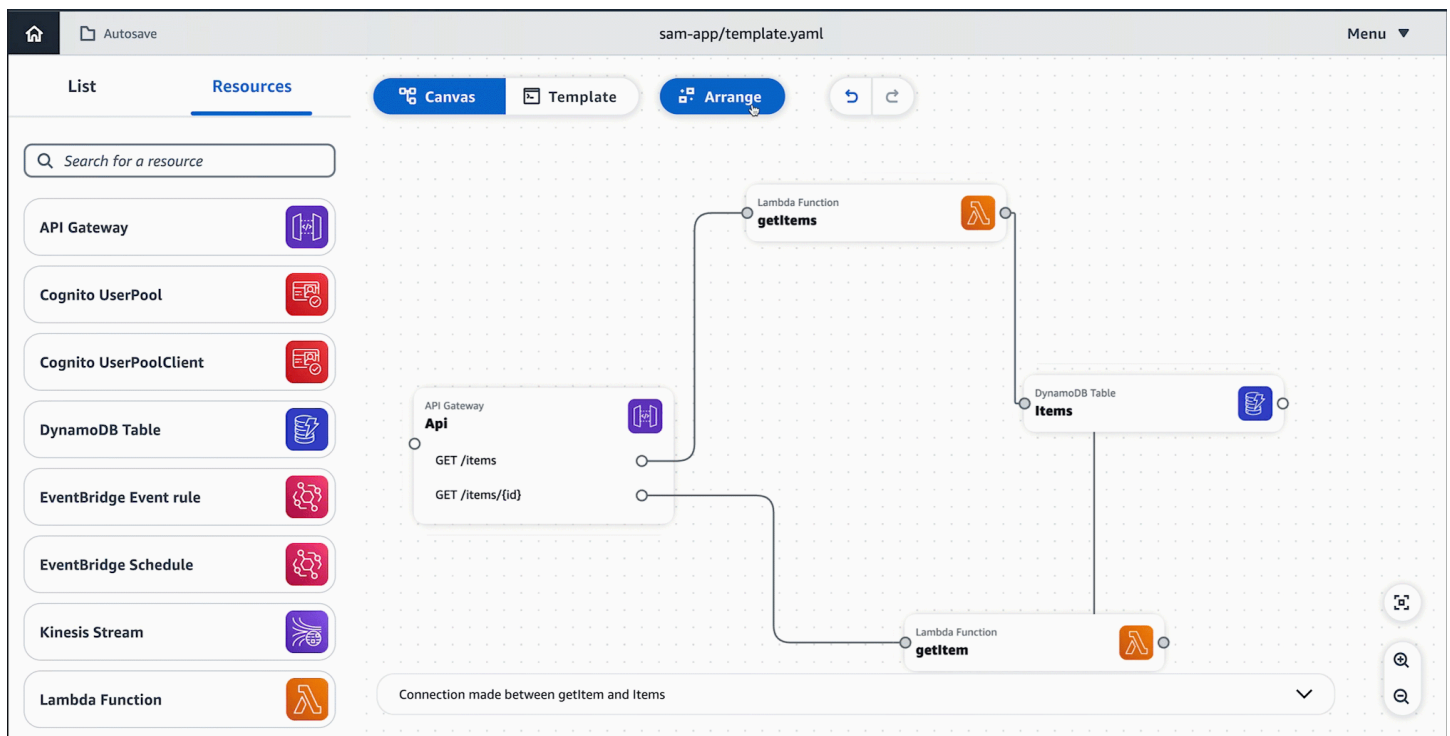 Autosave
sam-app/template.yaml
Menu
List
Resources
Canvas
Template
Arrange
Search for a resource
API Gateway
Cognito UserPool
Cognito UserPoolClient
DynamoDB Table
EventBridge Event rule
EventBridge Schedule
Kinesis Stream
Lambda Function
Lambda Function
getItems
API Gateway
Api
GET /items
GET /items/{id}
DynamoDB Table
Items
Lambda Function
getItem
Connection made between getItem and Items